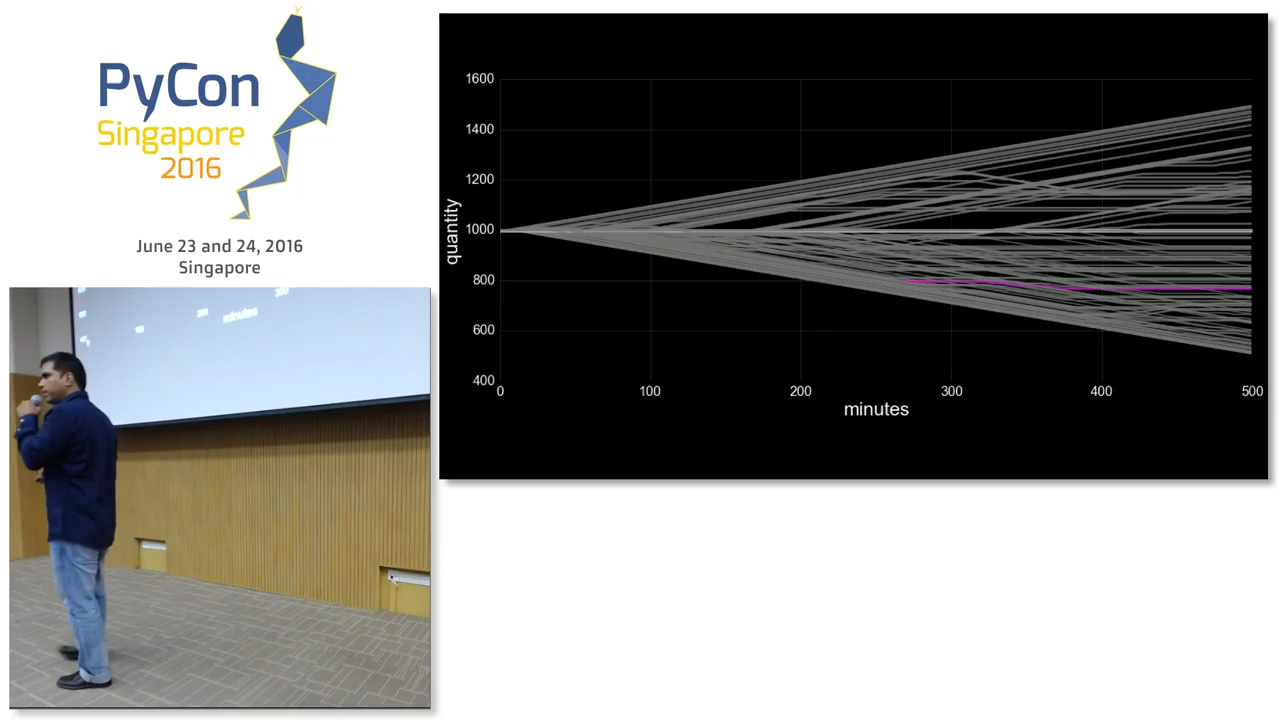 PyCon
Singapore
2016
June 23 and 24, 2016
Singapore
minutes
1600
1400
1200
1000
800
600
400
quantity
0
100
200
300
400
500
minutes